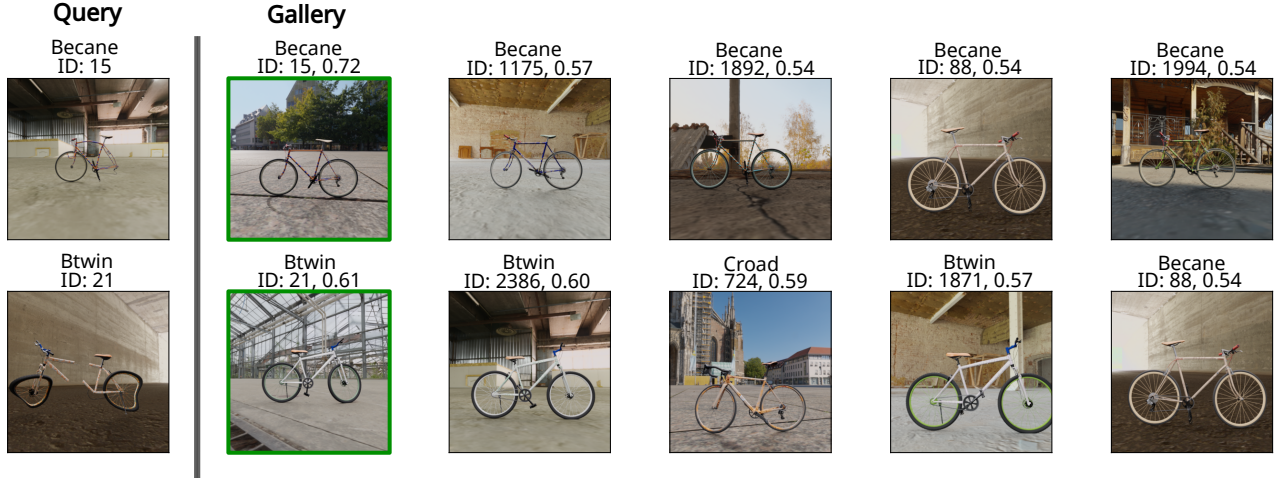 Query
Gallery
Becane
ID: 15
Becane
ID: 15, 0.72
Becane
ID: 1175, 0.57
Becane
ID: 1892, 0.54
Becane
ID: 88, 0.54
Becane
ID: 1994, 0.54
Btwin
ID: 21
Btwin
ID: 21, 0.61
Btwin
ID: 2386, 0.60
Croad
ID: 724, 0.59
Btwin
ID: 1871, 0.57
Becane
ID: 88, 0.54